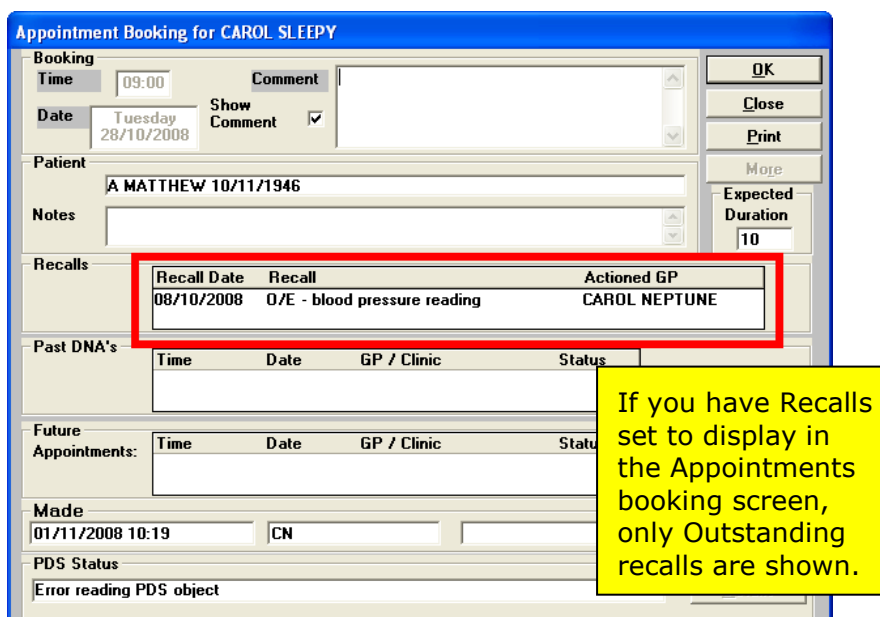 Appointment Booking for CAROL SLEEPY
Booking
Time 09:00 Comment
OK
Date Tuesday 28/10/2008 Show Comment
Close
Print
Patient
More
A MATTHEW 10/11/1946
Expected Duration
Notes
10
Recalls
Recall Date Recall Actioned GP
08/10/2008 O/E - blood pressure reading CAROL NEPTUNE
Past DNA's
Time Date GP / Clinic Status
If you have Recalls
set to display in
the Appointments
booking screen,
only Outstanding
recalls are shown.
Future
Appointments:
Time Date GP / Clinic Statu
Made
01/11/2008 10:19 CN
PDS Status
Error reading PDS object